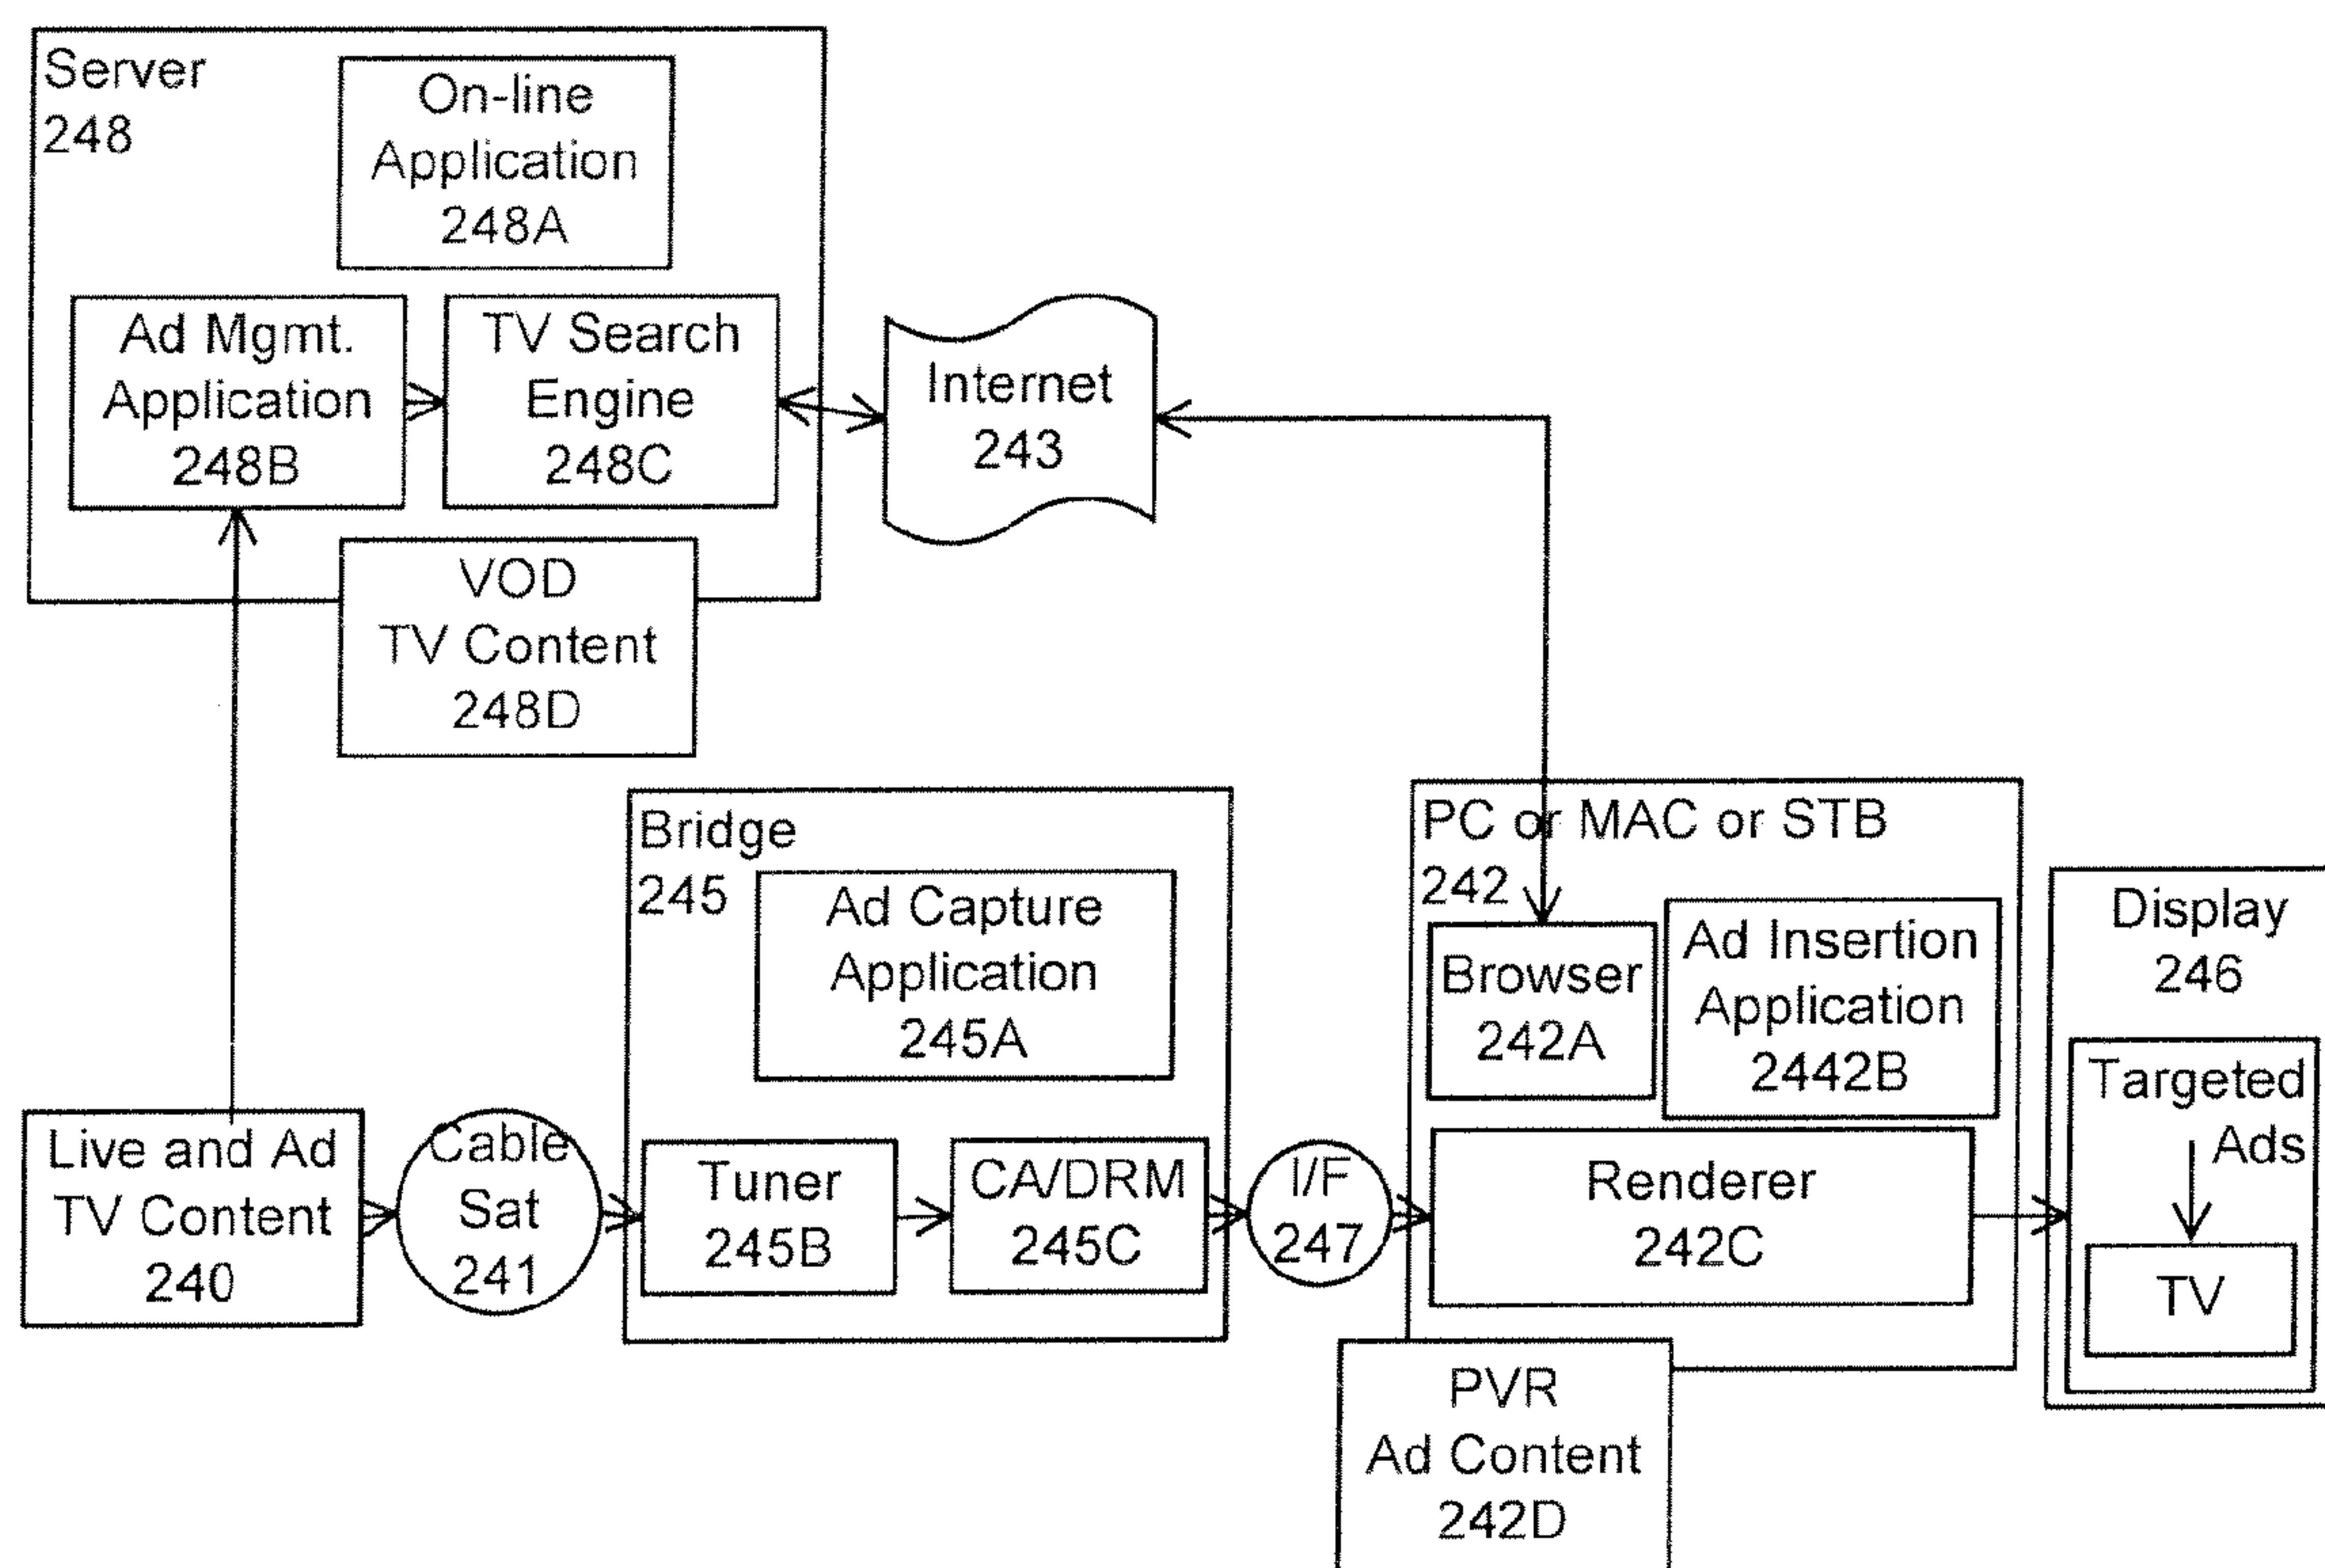 Server
248
On-line
Application
248A
Ad Mgmt.
Application
248B
TV Search
Engine
248C
Internet
243
VOD
TV Content
248D
Bridge
245
Ad Capture
Application
245A
PC or MAC or STB
242
Browser
242A
Ad Insertion
Application
2442B
Display
246
Targeted
Ads
TV
Live and Ad
TV Content
240
Cable
Sat
241
Tuner
245B
CA/DRM
245C
I/F
247
Renderer
242C
PVR
Ad Content
242D